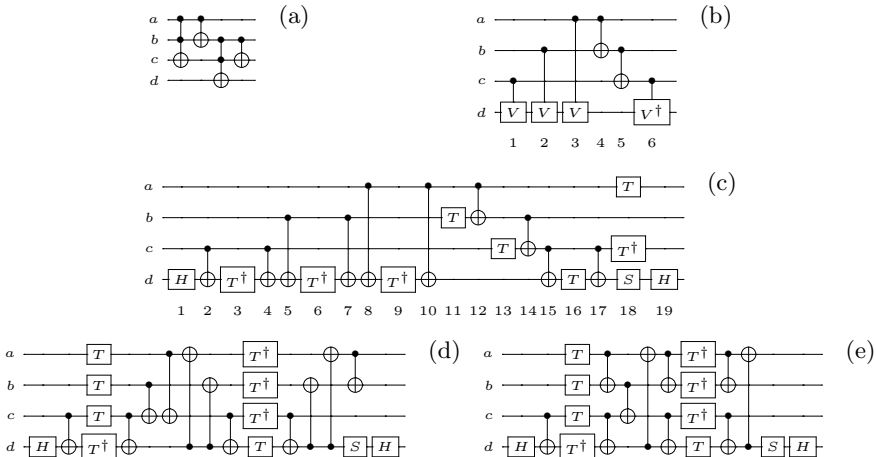 a (a)
b
c
d
a (b)
b
c
d V V V V†
1 2 3 4 5 6
a T (c)
b T
c T T†
d H T† T† T† T S H
1 2 3 4 5 6 7 8 9 10 11 12 13 14 15 16 17 18 19
a T T† (d)
b T T†
c T T†
d H T† T S H
a T T† (e)
b T T†
c T T†
d H T† T S H